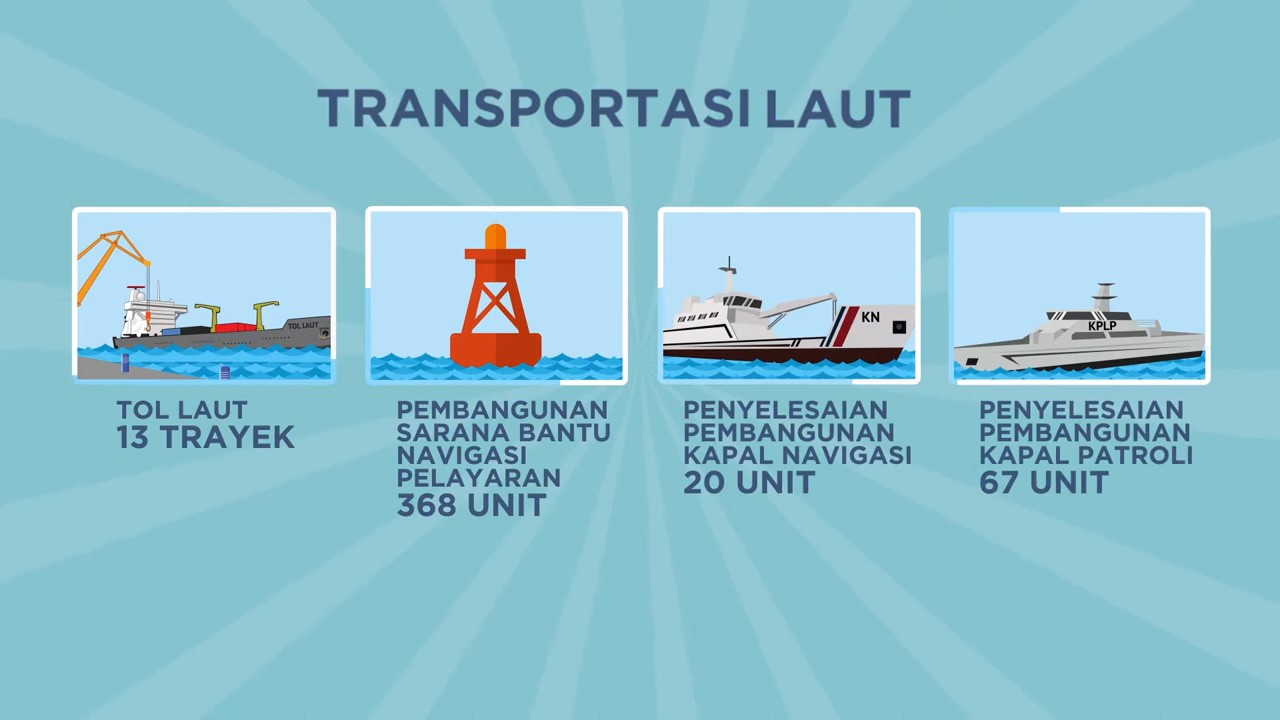 TRANSPORTASI LAUT
TOL LAUT
KN
KPLP
TOL LAUT
13 TRAYEK
PEMBANGUNAN
SARANA BANTU
NAVIGASI
PELAYARAN
368 UNIT
PENYELESAIAN
PEMBANGUNAN
KAPAL NAVIGASI
20 UNIT
PENYELESAIAN
PEMBANGUNAN
KAPAL PATROLI
67 UNIT